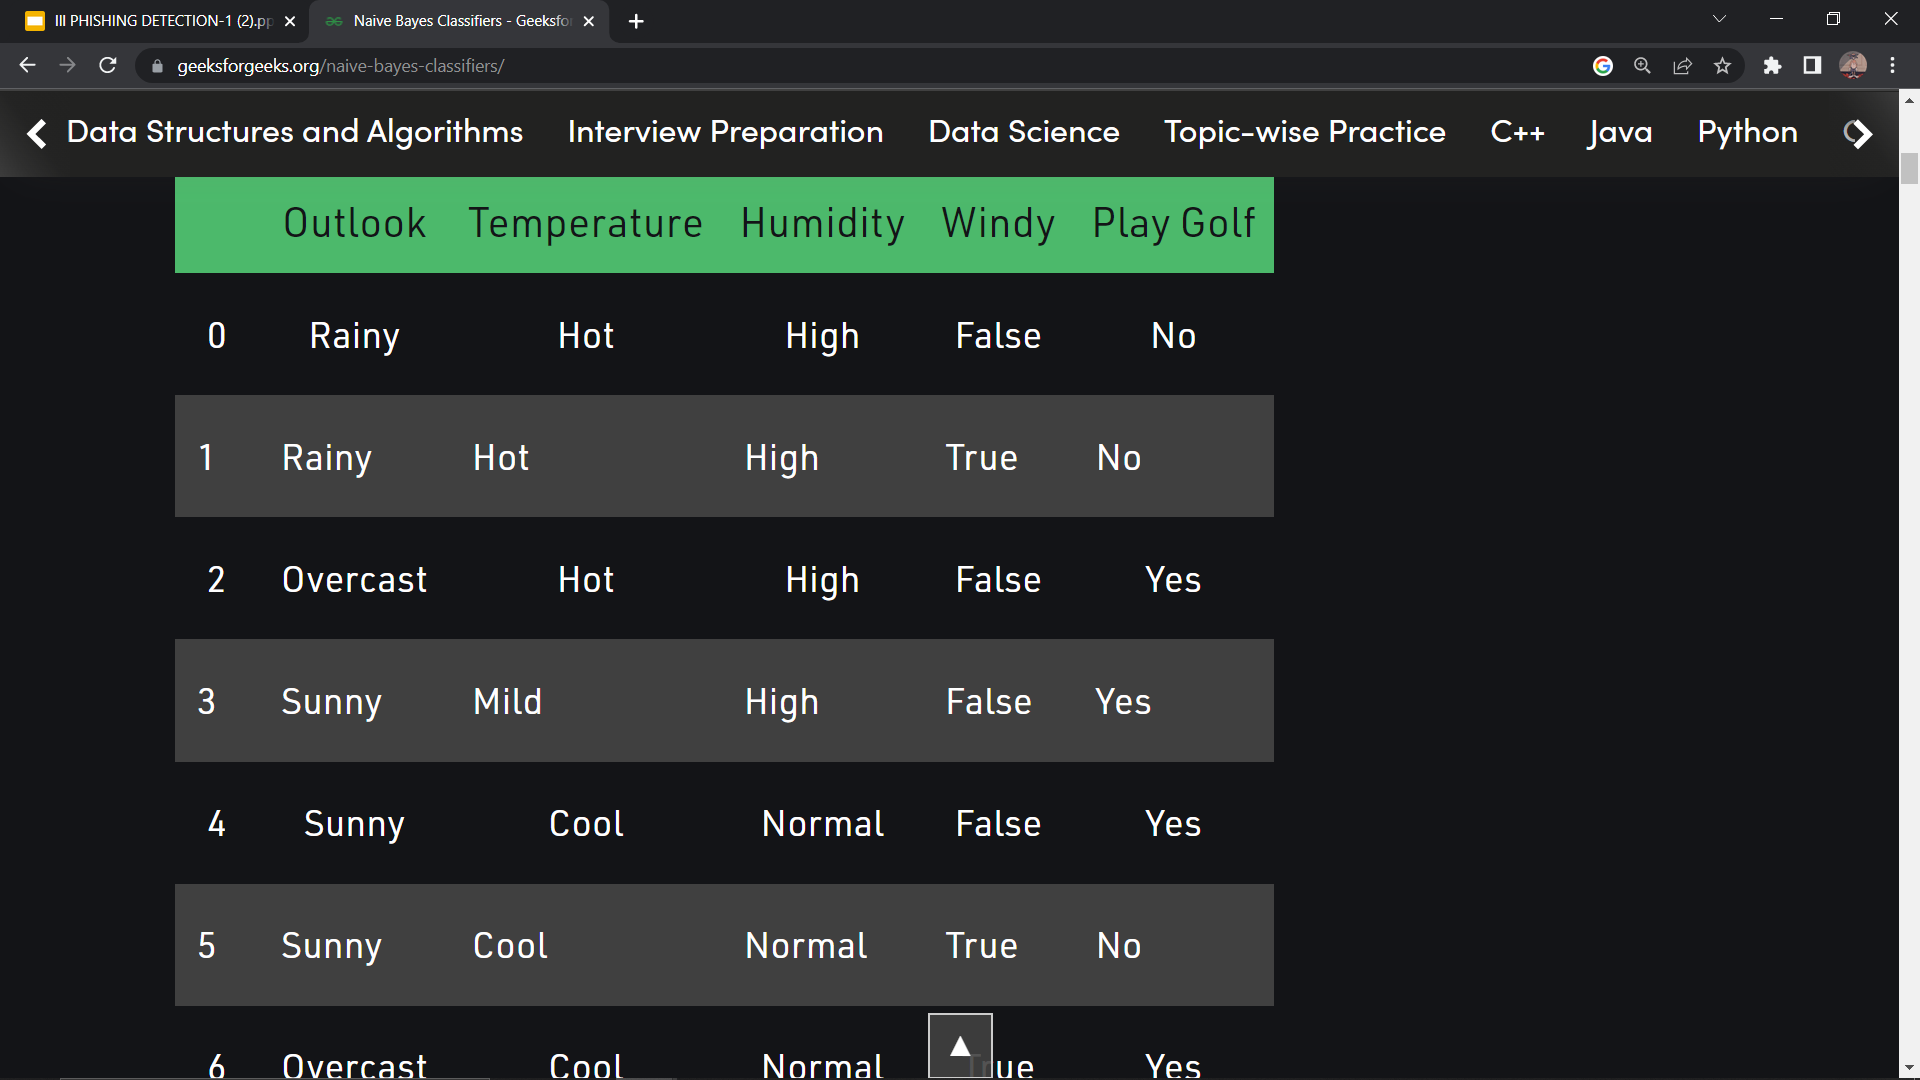 III PHISHING DETECTION-1 (2).pp
Naive Bayes Classifiers - Geeksfo
geeksforgeeks.org/naive-bayes-classifiers/
Data Structures and Algorithms Interview Preparation Data Science Topic-wise Practice C++ Java Python
Outlook Temperature Humidity Windy Play Golf
0 Rainy Hot High False No
1 Rainy Hot High True No
2 Overcast Hot High False Yes
3 Sunny Mild High False Yes
4 Sunny Cool Normal False Yes
5 Sunny Cool Normal True No
6 Overcast Cool Normal True Yes